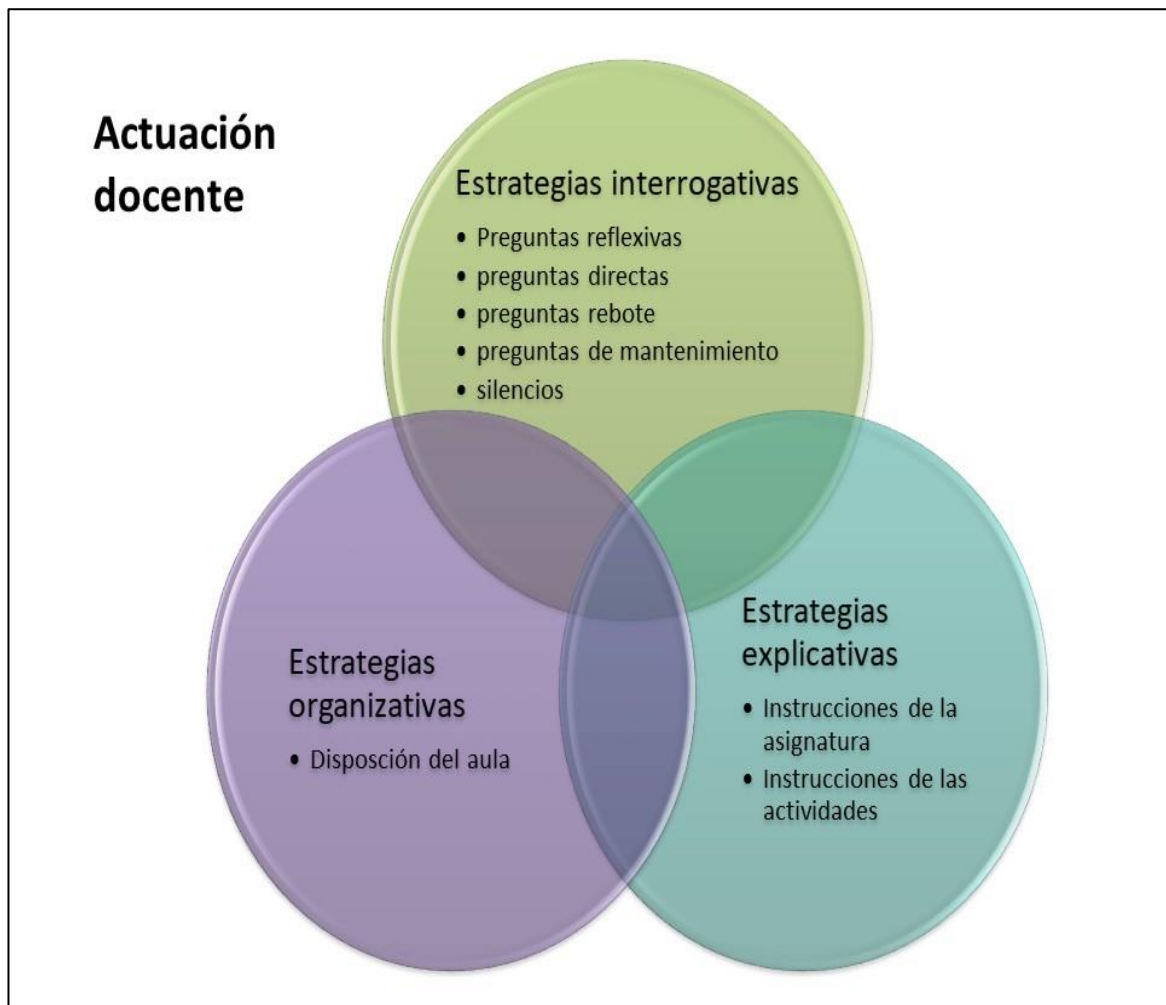 Actuación
docente
Estrategias interrogativas
• Preguntas reflexivas
• preguntas directas
• preguntas rebote
• preguntas de mantenimiento
• silencios
Estrategias
organizativas
• Disposción del aula
Estrategias
explicativas
• Instrucciones de la
asignatura
• Instrucciones de las
actividades